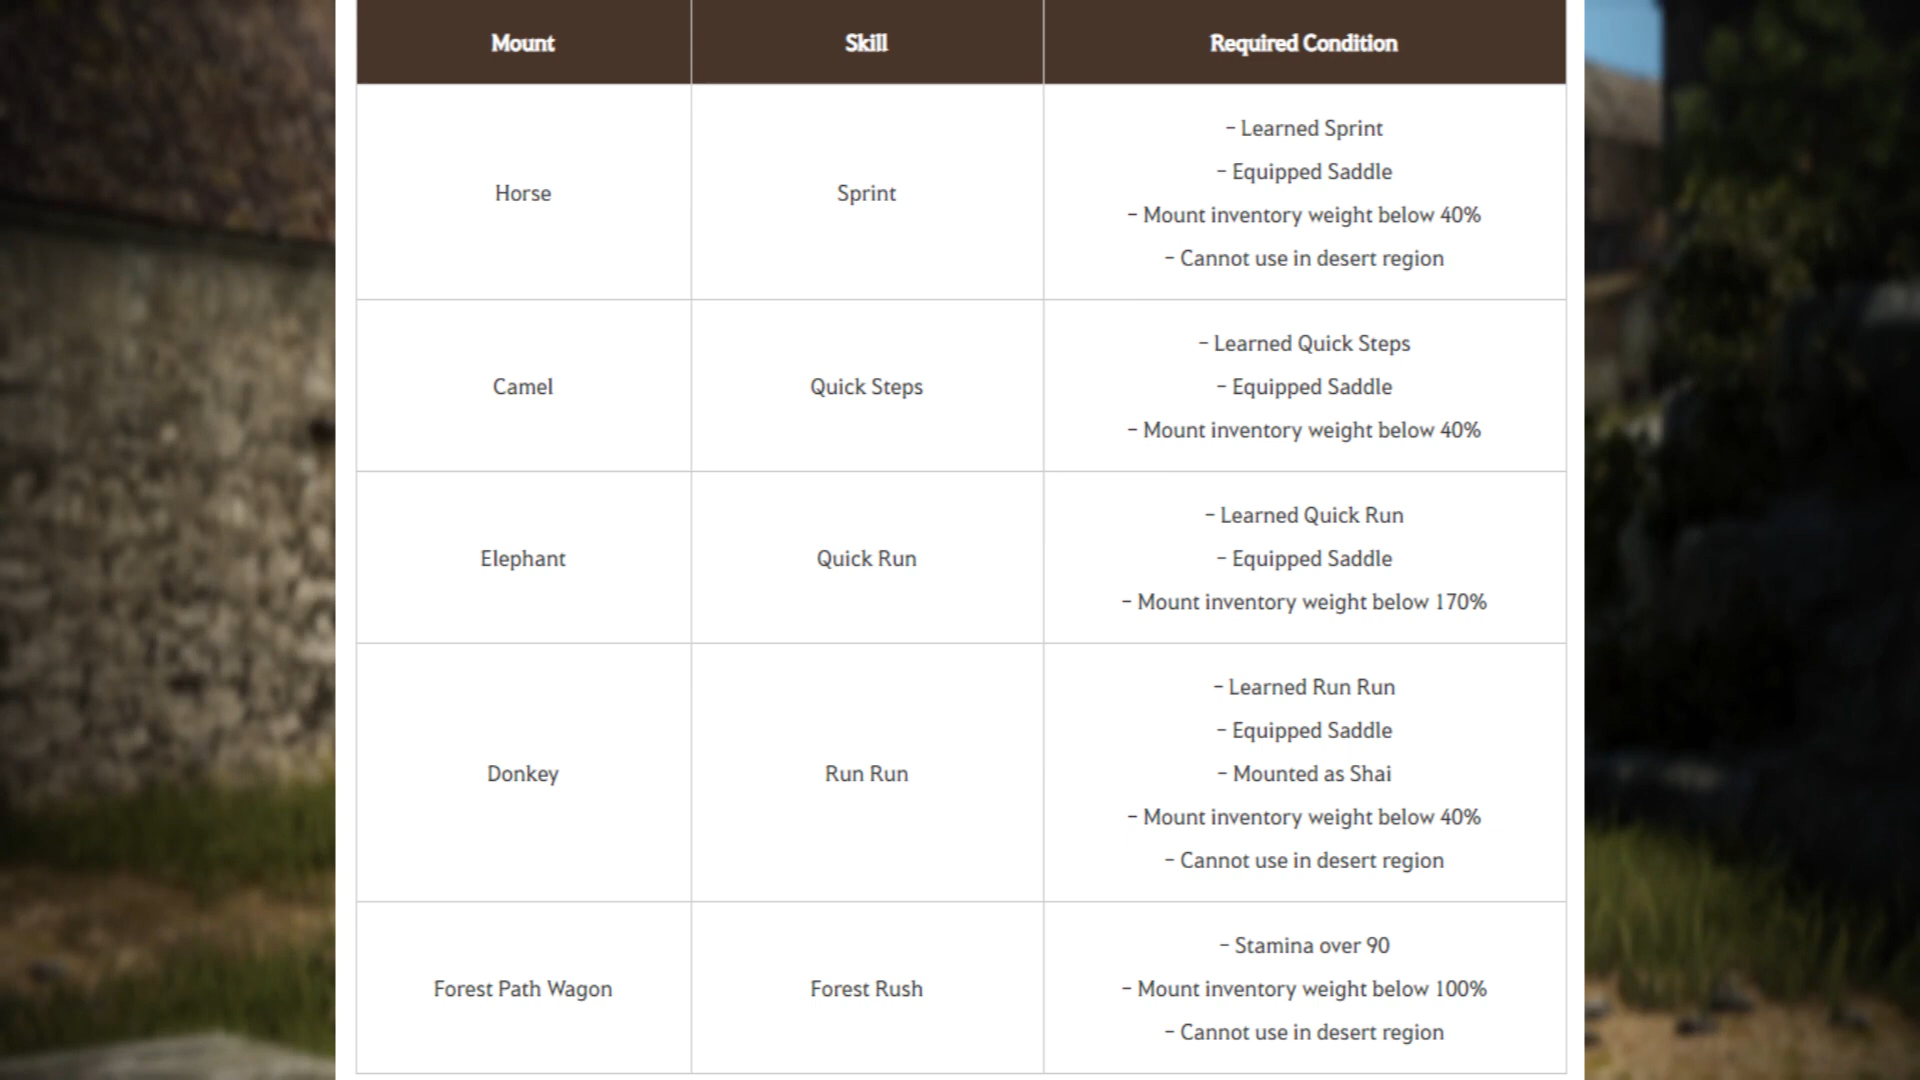 Mount Skill Required Condition
Horse
Sprint
- Learned Sprint
- Equipped Saddle
- Mount inventory weight below 40%
- Cannot use in desert region
Camel
Quick Steps
- Learned Quick Steps
- Equipped Saddle
- Mount inventory weight below 40%
Elephant
Quick Run
- Learned Quick Run
- Equipped Saddle
- Mount inventory weight below 170%
Donkey
Run Run
- Learned Run Run
- Equipped Saddle
- Mounted as Shai
- Mount inventory weight below 40%
- Cannot use in desert region
Forest Path Wagon
Forest Rush
- Stamina over 90
- Mount inventory weight below 100%
- Cannot use in desert region